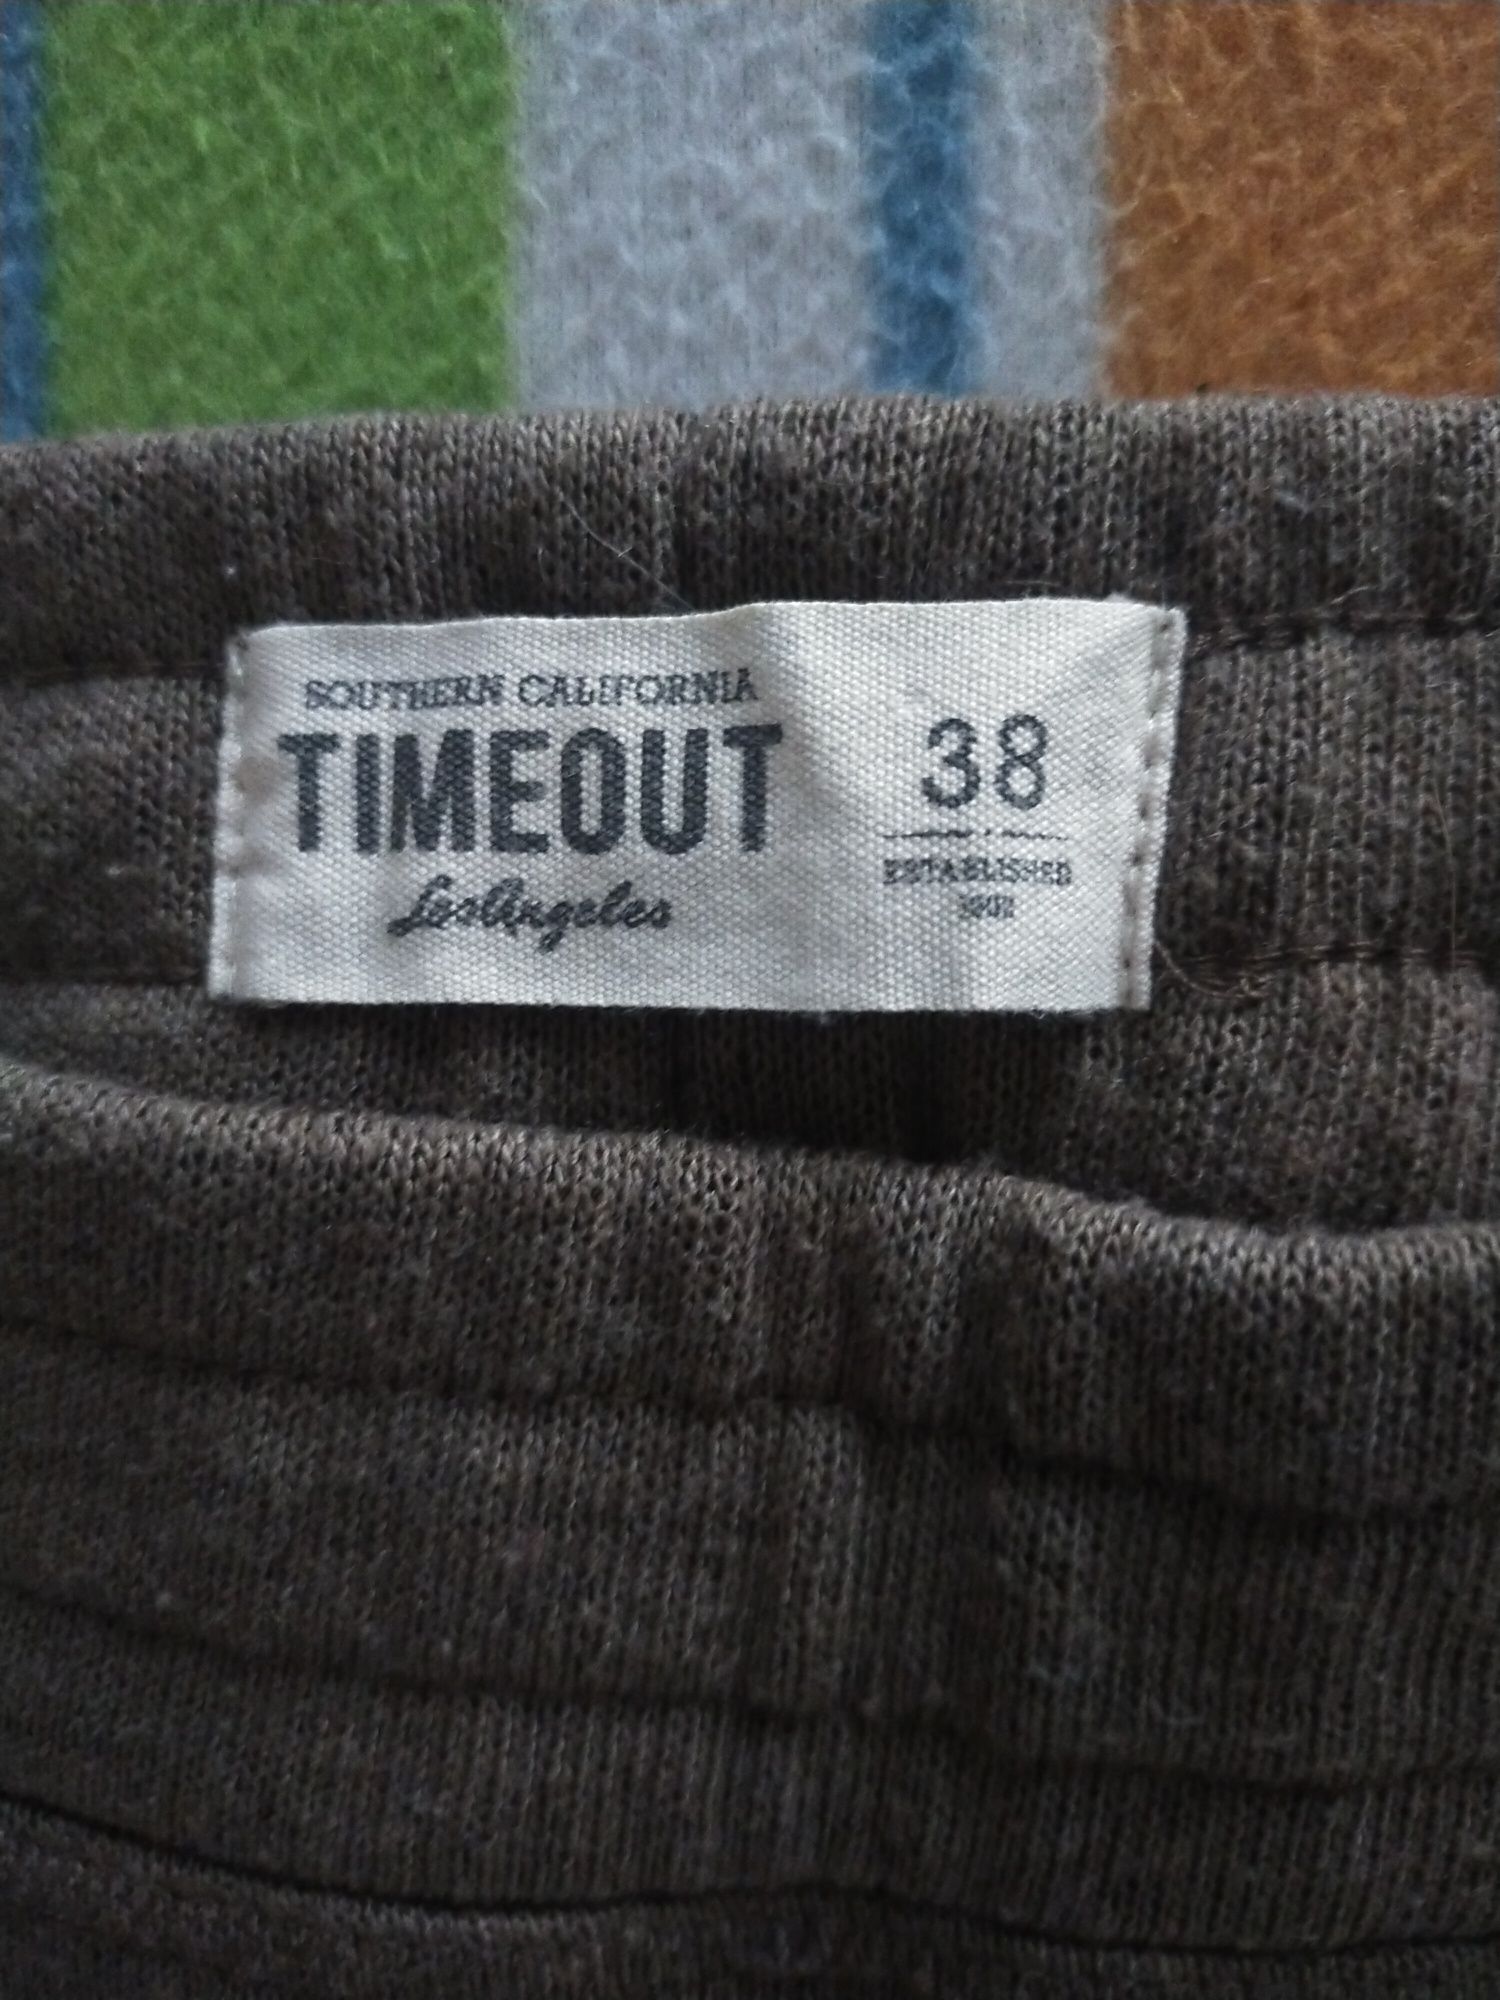 SOUTHERN CALIFORNIA
TIMEOUT
LosAngeles
38
ESTABLISHED